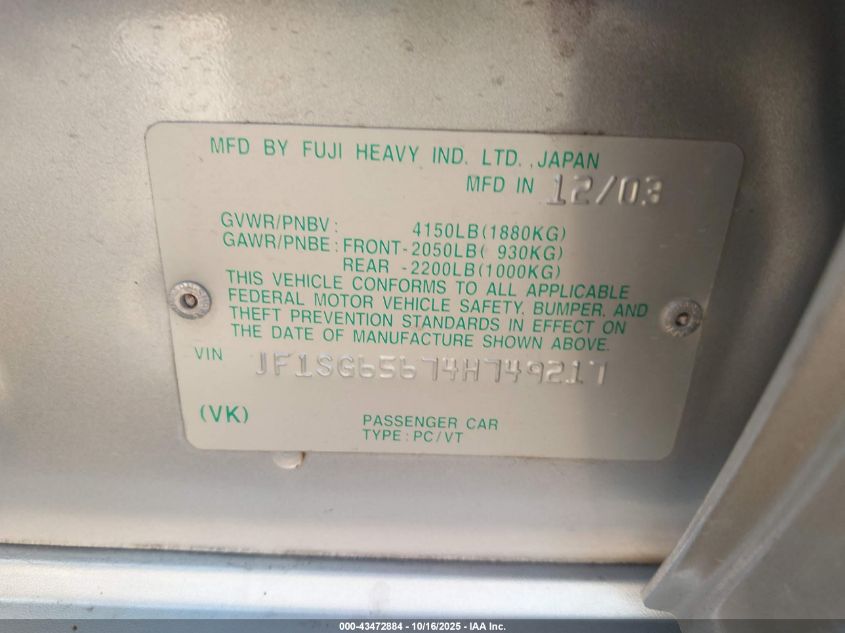 MFD BY FUJI HEAVY IND. LTD., JAPAN
MFD IN 12/03
GVWR/PNBV: 4150LB(1880KG)
GAWR/PNBE: FRONT-2050LB( 930KG)
REAR -2200LB(1000KG)
THIS VEHICLE CONFORMS TO ALL APPLICABLE
FEDERAL MOTOR VEHICLE SAFETY, BUMPER, AND
THEFT PREVENTION STANDARDS IN EFFECT ON
THE DATE OF MANUFACTURE SHOWN ABOVE.
VIN JF1SG65674H749217
(VK) PASSENGER CAR
TYPE: PC/VT
000-43472884 - 10/16/2025 - IAA Inc.